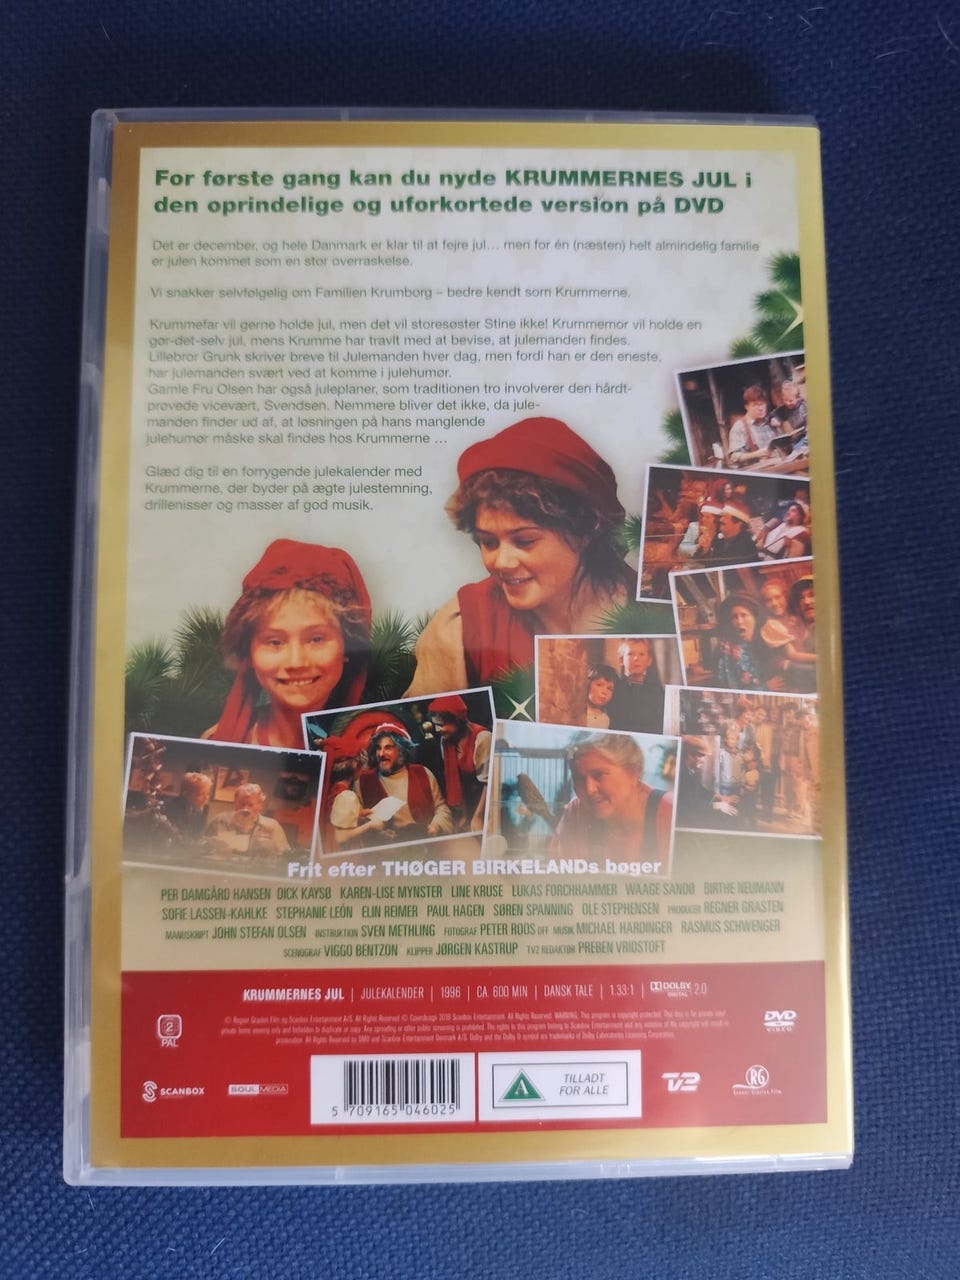 For første gang kan du nyde KRUMMERNES JUL i
den oprindelige og uforkortede version på DVD
Det er december, og hele Danmark er klar til at fejre jul... men for én (næsten) helt almindelig familie
er julen kommet som en stor overraskelse.
Vi snakker selvfølgelig om Familien Krumborg – bedre kendt som Krummerne.
Krummefar vil gerne holde jul, men det vil storesøster Stine ikke! Krummemor vil holde en
gør-det-selv jul, mens Krumme har travlt med at bevise, at julemanden findes.
Lillebror Grunk skriver breve til Julemanden hver dag, men fordi han er den eneste,
har julemanden svært ved at komme i julehumør.
Gamle Fru Olsen har også juleplaner, som traditionen tro involverer den hårdt-
prøvede vicevært, Svendsen. Nemmere bliver det ikke, da jule-
manden finder ud af, at løsningen på hans manglende
julehumør måske skal findes hos Krummerne ...
Glæd dig til en forrygende julekalender med
Krummerne, der byder på ægte julestemning,
drillenisser og masser af god musik.
Frit efter THØGER BIRKELANDs bøger
PER DAMGÅRD HANSEN DICK KAYSØ KAREN-LISE MYNSTER LINE KRUSE LUKAS FORCHHAMMER WAAGE SANDØ BIRTHE NEUMANN
SOFIE LASSEN-KAHLKE STEPHANIE LEÓN ELIN REIMER PAUL HAGEN SØREN SPANNING OLE STEPHENSEN PRODUCER REGNER GRASTEN
MANUSKRIPT JOHN STEFAN OLSEN INSTRUKTION SVEN METHLING FOTOGRAF PETER ROOS DFF MUSIK MICHAEL HARDINGER RASMUS SCHWENGER
SCENOGRAF VIGGO BENTZON KLIPPER JØRGEN KASTRUP TV2 REDAKTØR PREBEN VRIDSTOFT
KRUMMERNES JUL | JULEKALENDER | 1996 | CA. 600 MIN | DANSK TALE | 1.33:1 | DOLBY DIGITAL 2.0
2
PAL
DVD
VIDEO
SCANBOX
SOUL MEDIA
5 709165 046025
A
TILLADT
FOR ALLE
TV2
RG
Regner Grasten Film